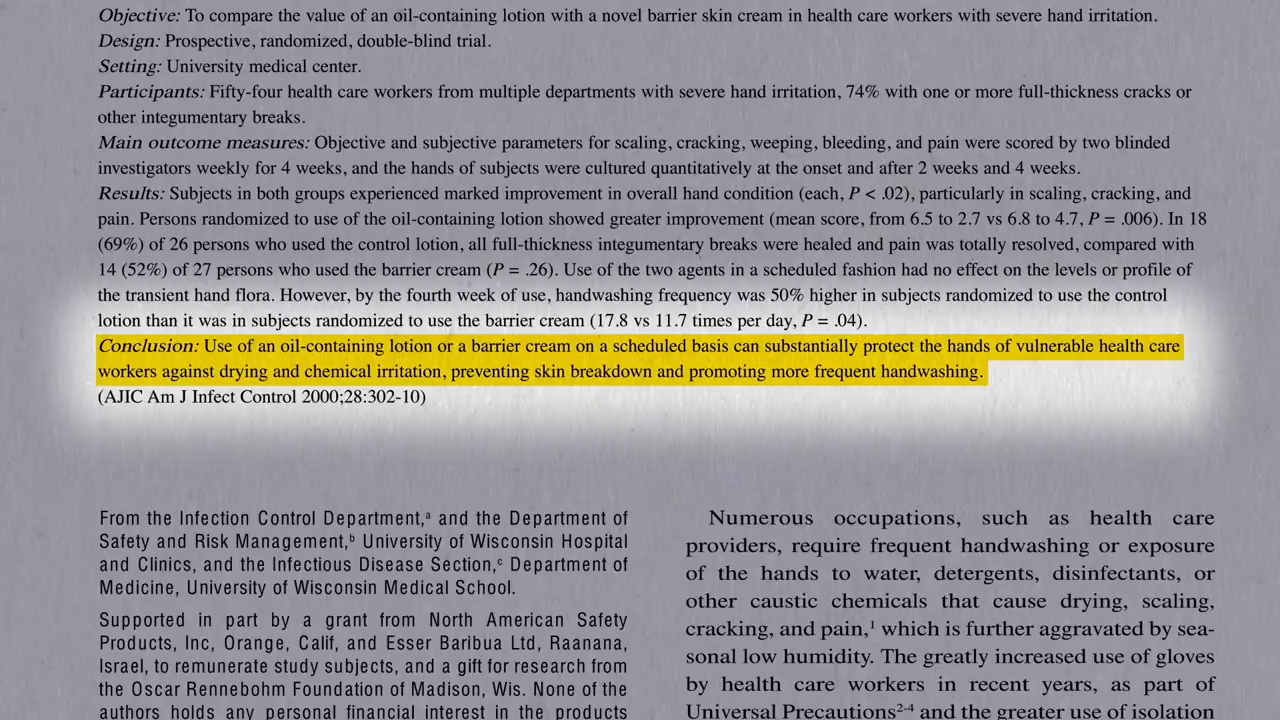 Objective: To compare the value of an oil-containing lotion with a novel barrier skin cream in health care workers with severe hand irritation.
Design: Prospective, randomized, double-blind trial.
Setting: University medical center.
Participants: Fifty-four health care workers from multiple departments with severe hand irritation, 74% with one or more full-thickness cracks or
other integumentary breaks.
Main outcome measures: Objective and subjective parameters for scaling, cracking, weeping, bleeding, and pain were scored by two blinded
investigators weekly for 4 weeks, and the hands of subjects were cultured quantitatively at the onset and after 2 weeks and 4 weeks.
Results: Subjects in both groups experienced marked improvement in overall hand condition (each, P < .02), particularly in scaling, cracking, and
pain. Persons randomized to use of the oil-containing lotion showed greater improvement (mean score, from 6.5 to 2.7 vs 6.8 to 4.7, P = .006). In 18
(69%) of 26 persons who used the control lotion, all full-thickness integumentary breaks were healed and pain was totally resolved, compared with
14 (52%) of 27 persons who used the barrier cream (P = .26). Use of the two agents in a scheduled fashion had no effect on the levels or profile of
the transient hand flora. However, by the fourth week of use, handwashing frequency was 50% higher in subjects randomized to use the control
lotion than it was in subjects randomized to use the barrier cream (17.8 vs 11.7 times per day, P = .04).
Conclusion: Use of an oil-containing lotion or a barrier cream on a scheduled basis can substantially protect the hands of vulnerable health care
workers against drying and chemical irritation, preventing skin breakdown and promoting more frequent handwashing.
(AJIC Am J Infect Control 2000;28:302-10)
From the Infection Control Department,ᵃ and the Department of
Safety and Risk Management,ᵇ University of Wisconsin Hospital
and Clinics, and the Infectious Disease Section,ᶜ Department of
Medicine, University of Wisconsin Medical School.
Supported in part by a grant from North American Safety
Products, Inc, Orange, Calif, and Esser Baribua Ltd, Raanana,
Israel, to remunerate study subjects, and a gift for research from
the Oscar Rennebohm Foundation of Madison, Wis. None of the
authors holds any personal financial interest in the products
Numerous occupations, such as health care
providers, require frequent handwashing or exposure
of the hands to water, detergents, disinfectants, or
other caustic chemicals that cause drying, scaling,
cracking, and pain,¹ which is further aggravated by sea-
sonal low humidity. The greatly increased use of gloves
by health care workers in recent years, as part of
Universal Precautions²⁻⁴ and the greater use of isolation